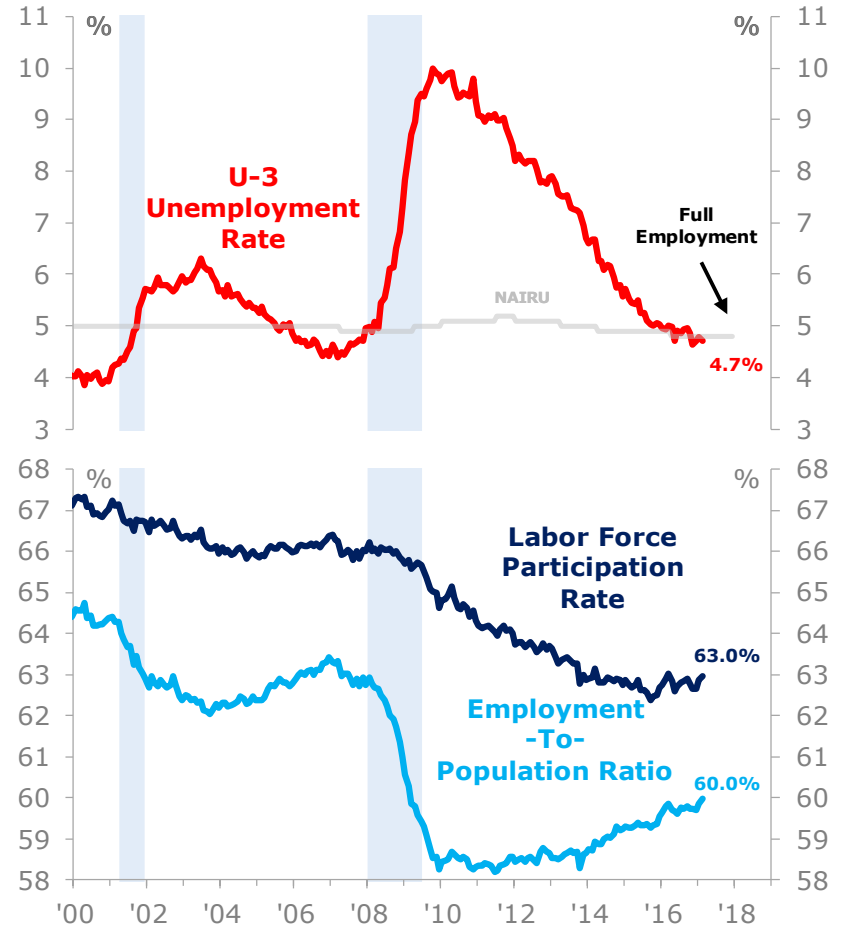 11 % % 11
10 10
9 9
8 8
7 7
6 6
5 5
4 4
3 3
U-3
Unemployment
Rate
Full
Employment
NAIRU
4.7%
68 % % 68
67 67
66 66
65 65
64 64
63 63
62 62
61 61
60 60
59 59
58 58
Labor Force
Participation
Rate
63.0%
Employment
-To-
Population Ratio
60.0%
'00 '02 '04 '06 '08 '10 '12 '14 '16 '18